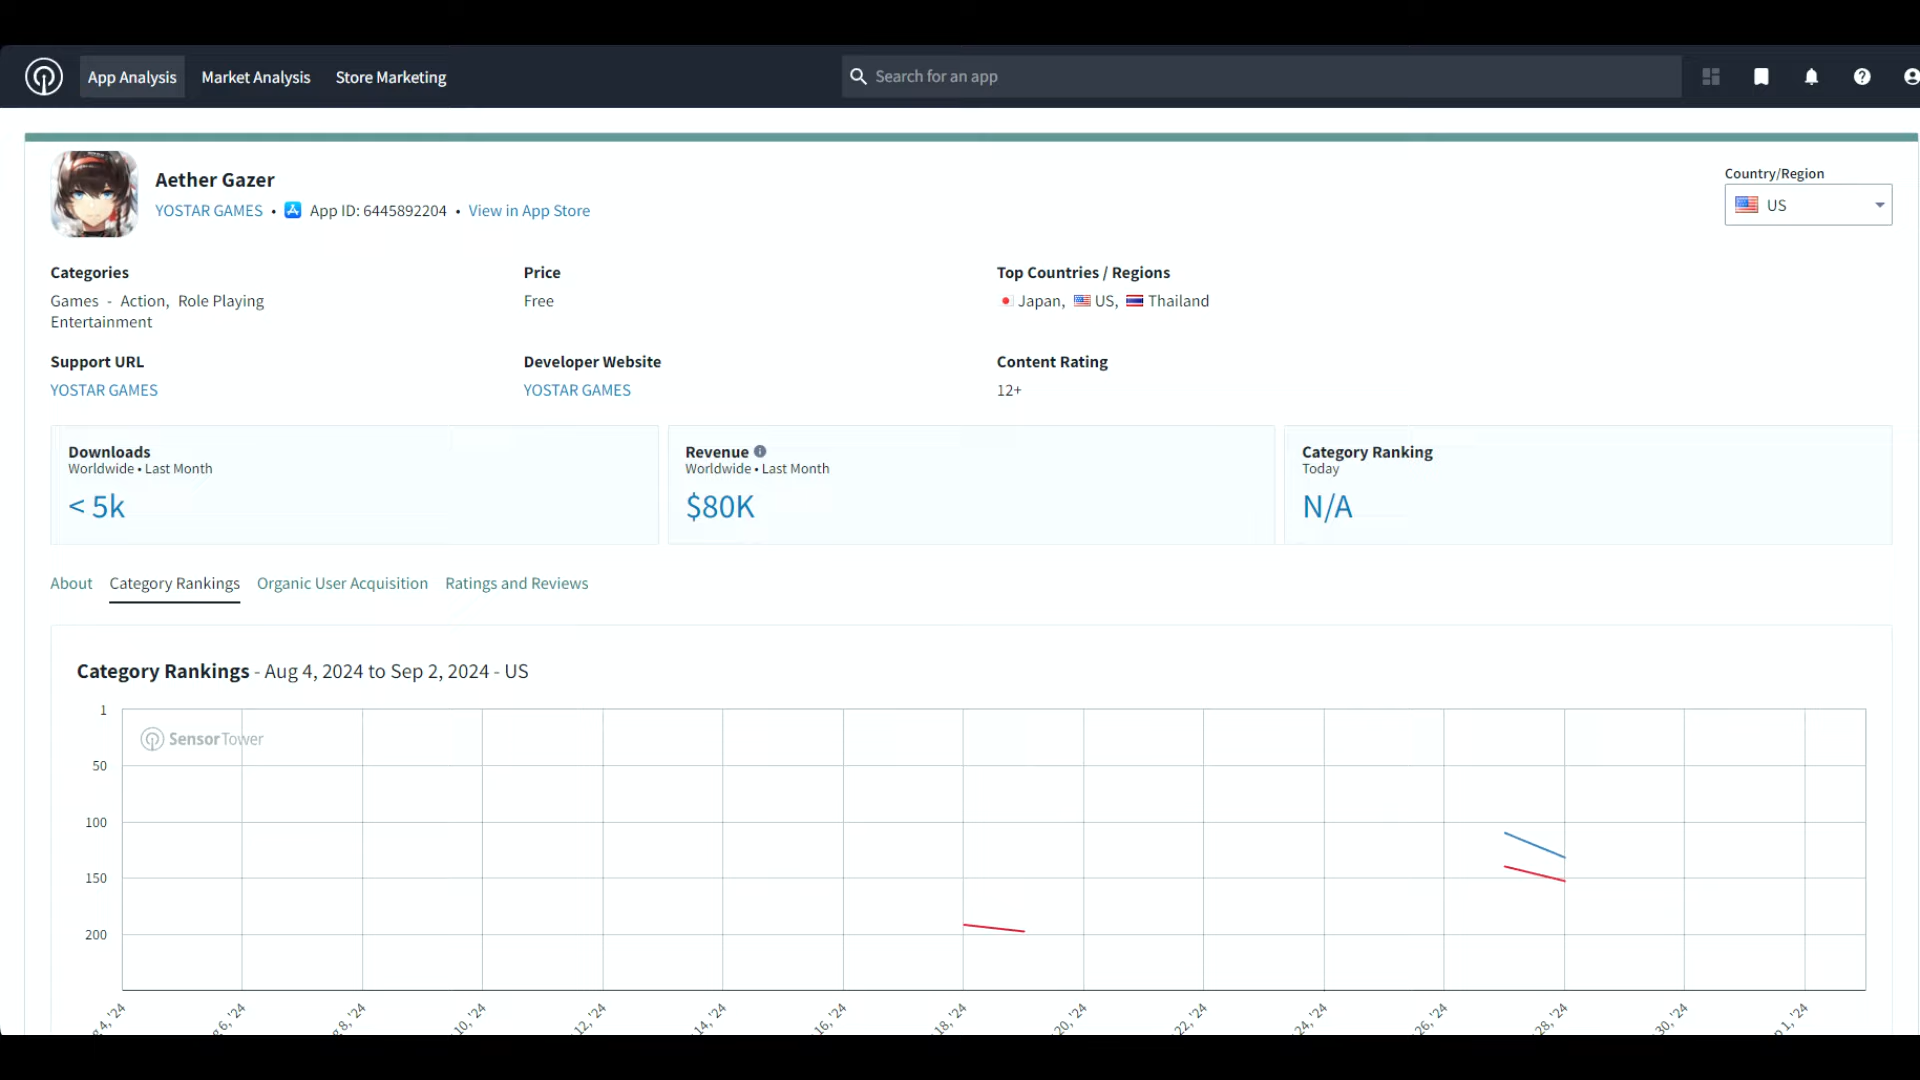 App Analysis Market Analysis Store Marketing Search for an app
Aether Gazer
YOSTAR GAMES • App ID: 6445892204 • View in App Store
Country/Region
US
Categories Price Top Countries / Regions
Games - Action, Role Playing Free Japan, US, Thailand
Entertainment
Support URL Developer Website Content Rating
YOSTAR GAMES YOSTAR GAMES 12+
Downloads
Worldwide • Last Month
< 5k
Revenue
Worldwide • Last Month
$80K
Category Ranking
Today
N/A
About Category Rankings Organic User Acquisition Ratings and Reviews
Category Rankings - Aug 4, 2024 to Sep 2, 2024 - US
SensorTower
1
50
100
150
200
4, '24 6, '24 8, '24 10, '24 12, '24 14, '24 16, '24 18, '24 20, '24 22, '24 24, '24 26, '24 28, '24 30, '24 1, '24